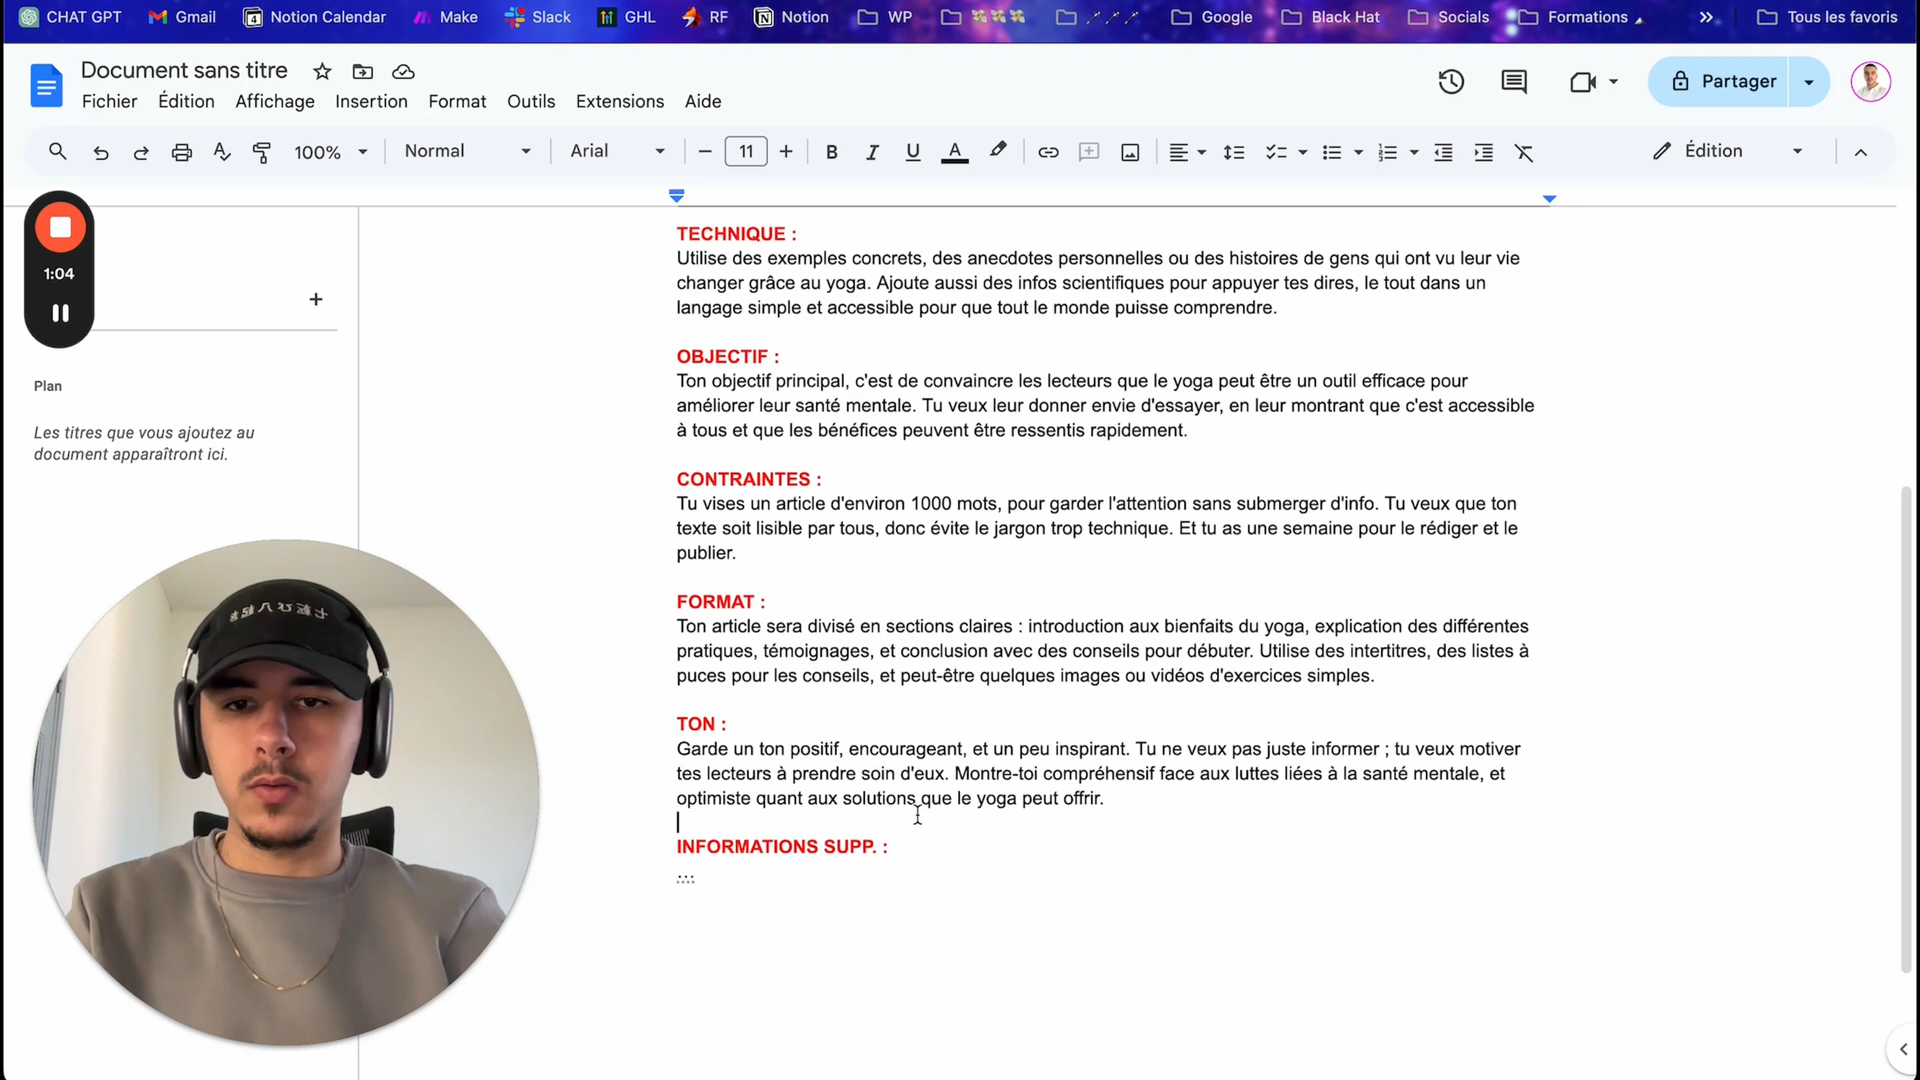 CHAT GPT Gmail Notion Calendar Make Slack GHL RF Notion WP Google Black Hat Socials Formations Tous les favoris
Document sans titre
Fichier Édition Affichage Insertion Format Outils Extensions Aide
Partager
100% Normal Arial 11 Édition
1:04
Plan
Les titres que vous ajoutez au
document apparaîtront ici.
TECHNIQUE :
Utilise des exemples concrets, des anecdotes personnelles ou des histoires de gens qui ont vu leur vie
changer grâce au yoga. Ajoute aussi des infos scientifiques pour appuyer tes dires, le tout dans un
langage simple et accessible pour que tout le monde puisse comprendre.
OBJECTIF :
Ton objectif principal, c'est de convaincre les lecteurs que le yoga peut être un outil efficace pour
améliorer leur santé mentale. Tu veux leur donner envie d'essayer, en leur montrant que c'est accessible
à tous et que les bénéfices peuvent être ressentis rapidement.
CONTRAINTES :
Tu vises un article d'environ 1000 mots, pour garder l'attention sans submerger d'info. Tu veux que ton
texte soit lisible par tous, donc évite le jargon trop technique. Et tu as une semaine pour le rédiger et le
publier.
FORMAT :
Ton article sera divisé en sections claires : introduction aux bienfaits du yoga, explication des différentes
pratiques, témoignages, et conclusion avec des conseils pour débuter. Utilise des intertitres, des listes à
puces pour les conseils, et peut-être quelques images ou vidéos d'exercices simples.
TON :
Garde un ton positif, encourageant, et un peu inspirant. Tu ne veux pas juste informer ; tu veux motiver
tes lecteurs à prendre soin d'eux. Montre-toi compréhensif face aux luttes liées à la santé mentale, et
optimiste quant aux solutions que le yoga peut offrir.
INFORMATIONS SUPP. :